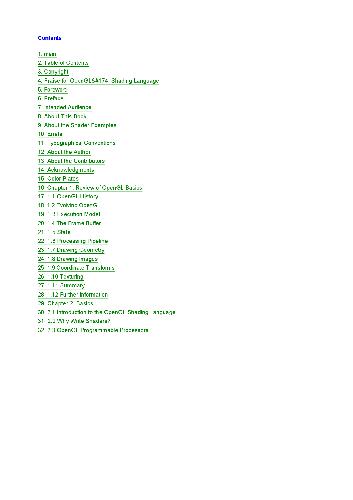 Contents
1. main
2. Table of Contents
3. Copyright
4. Praise for OpenGL&#174; Shading Language
5. Foreword
6. Preface
7. Intended Audience
8. About This Book
9. About the Shader Examples
10. Errata
11. Typographical Conventions
12. About the Author
13. About the Contributors
14. Acknowledgments
15. Color Plates
16. Chapter 1. Review of OpenGL Basics
17. 1.1 OpenGL History
18. 1.2 Evolving OpenGL
19. 1.3 Execution Model
20. 1.4 The Frame Buffer
21. 1.5 State
22. 1.6 Processing Pipeline
23. 1.7 Drawing Geometry
24. 1.8 Drawing Images
25. 1.9 Coordinate Transforms
26. 1.10 Texturing
27. 1.11 Summary
28. 1.12 Further Information
29. Chapter 2. Basics
30. 2.1 Introduction to the OpenGL Shading Language
31. 2.2 Why Write Shaders?
32. 2.3 OpenGL Programmable Processors